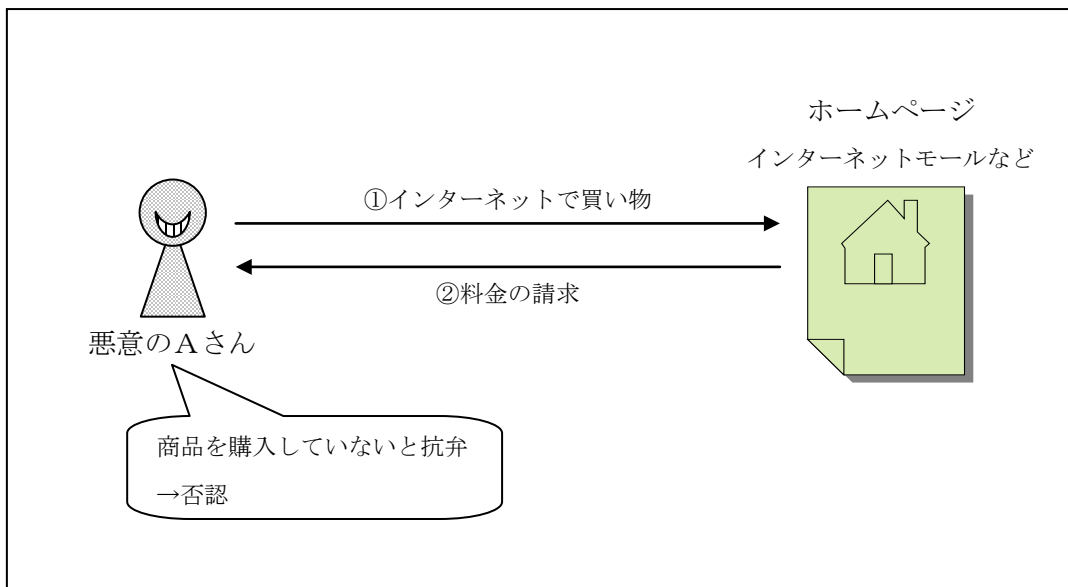 ホームページ
インターネットモールなど
①インターネットで買い物
②料金の請求
悪意のＡさん
商品を購入していないと抗弁
→否認